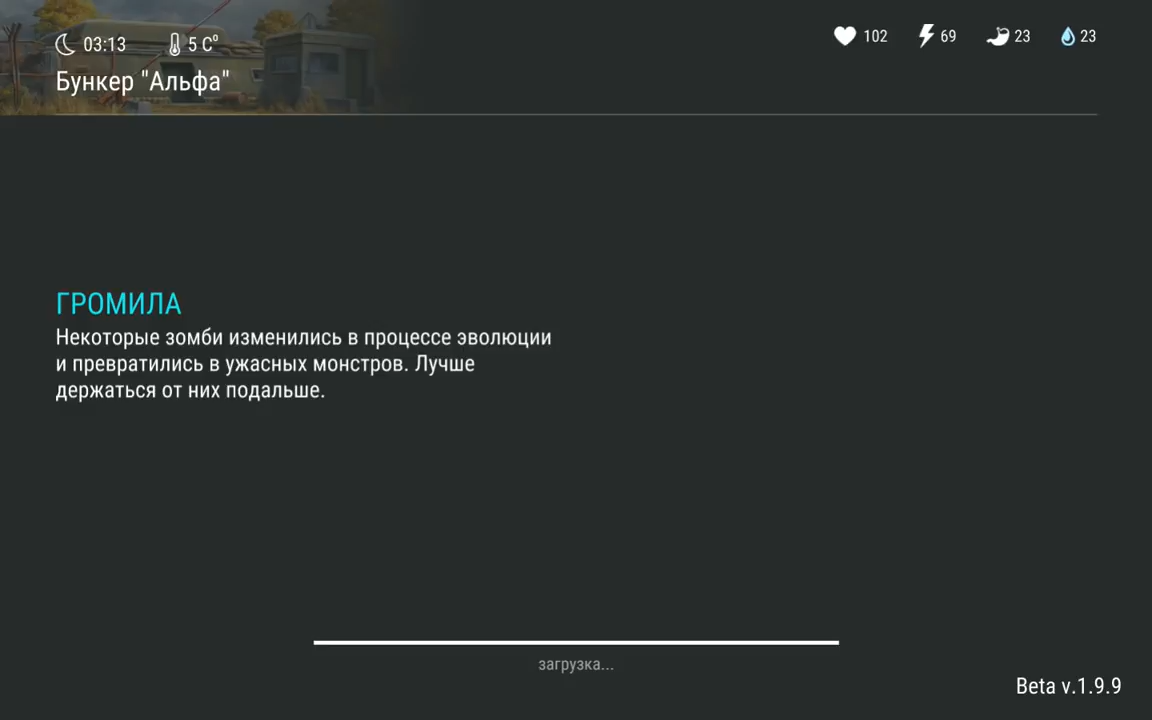 03:13 5 C°
102 69 23 23
Бункер "Альфа"
ГРОМИЛА
Некоторые зомби изменились в процессе эволюции
и превратились в ужасных монстров. Лучше
держаться от них подальше.
загрузка...
Beta v.1.9.9